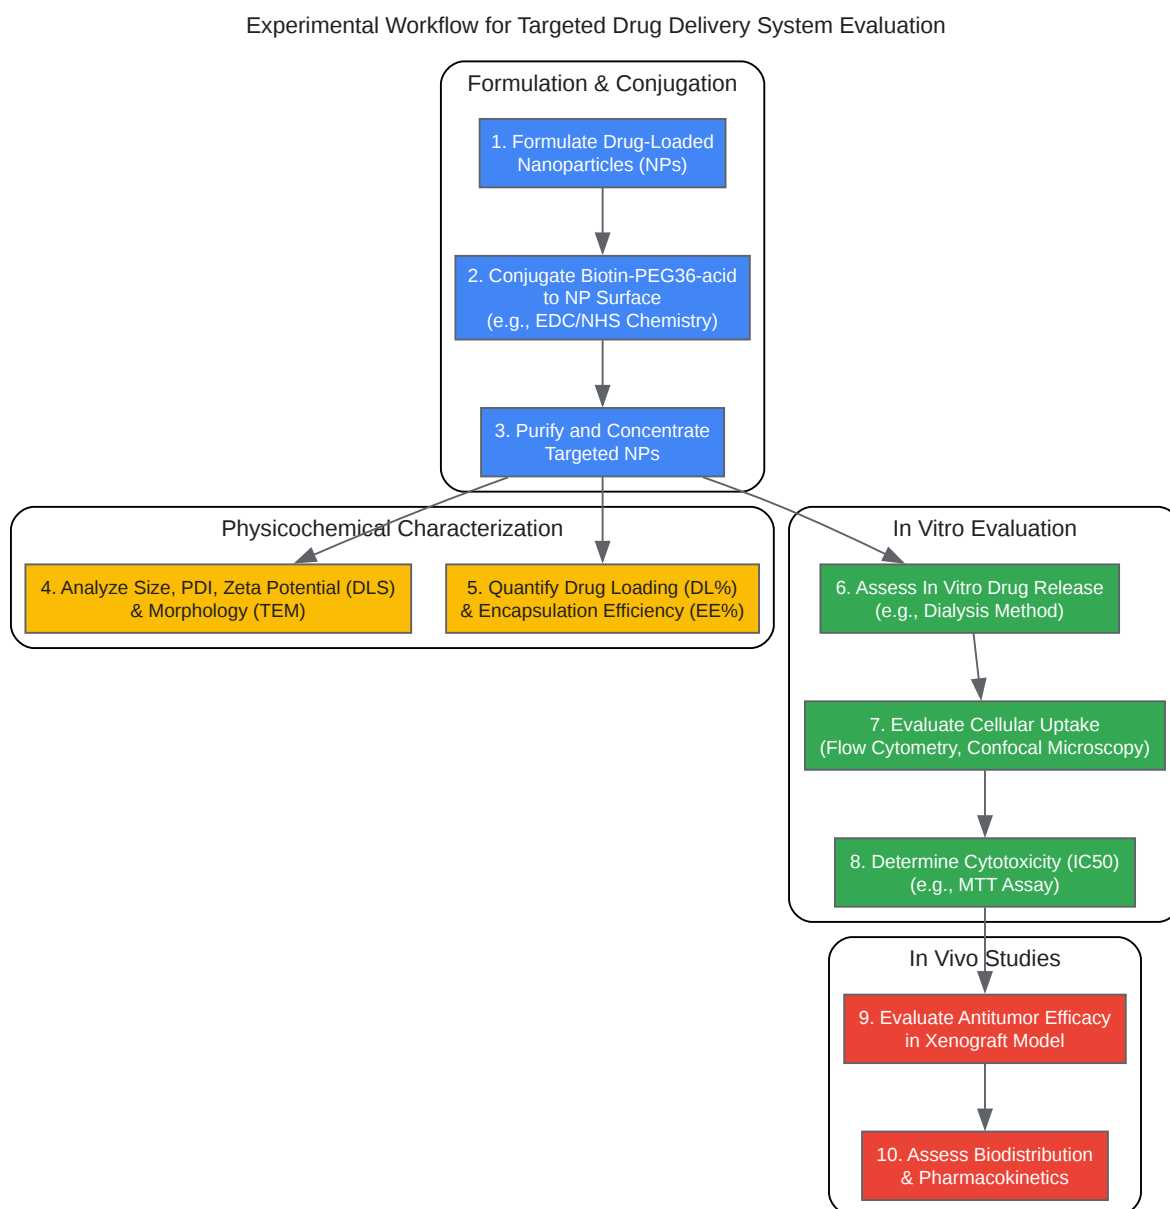 Experimental Workflow for Targeted Drug Delivery System Evaluation
Formulation & Conjugation
1. Formulate Drug-Loaded
Nanoparticles (NPs)
2. Conjugate Biotin-PEG36-acid
to NP Surface
(e.g., EDC/NHS Chemistry)
3. Purify and Concentrate
Targeted NPs
Physicochemical Characterization
4. Analyze Size, PDI, Zeta Potential (DLS)
& Morphology (TEM)
5. Quantify Drug Loading (DL%)
& Encapsulation Efficiency (EE%)
In Vitro Evaluation
6. Assess In Vitro Drug Release
(e.g., Dialysis Method)
7. Evaluate Cellular Uptake
(Flow Cytometry, Confocal Microscopy)
8. Determine Cytotoxicity (IC50)
(e.g., MTT Assay)
In Vivo Studies
9. Evaluate Antitumor Efficacy
in Xenograft Model
10. Assess Biodistribution
& Pharmacokinetics